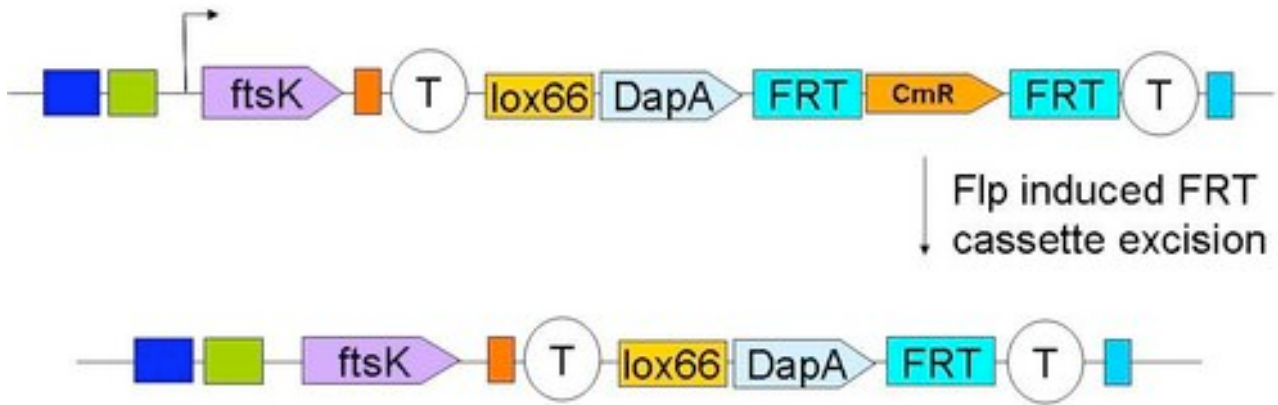 ftsK T lox66 DapA FRT CmR FRT T
Flp induced FRT
cassette excision
ftsK T lox66 DapA FRT T